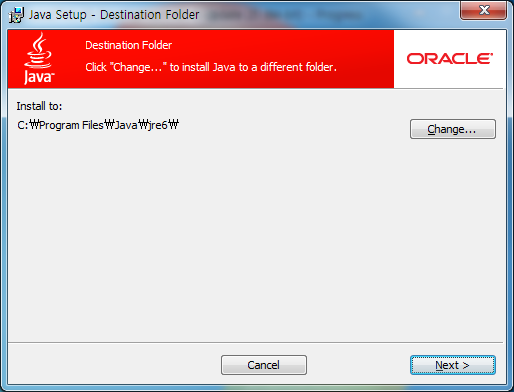 Java Setup - Destination Folder
Java
Destination Folder
Click "Change..." to install Java to a different folder.
ORACLE
Install to:
C:₩Program Files₩Java₩jre6₩
Change...
Cancel
Next >